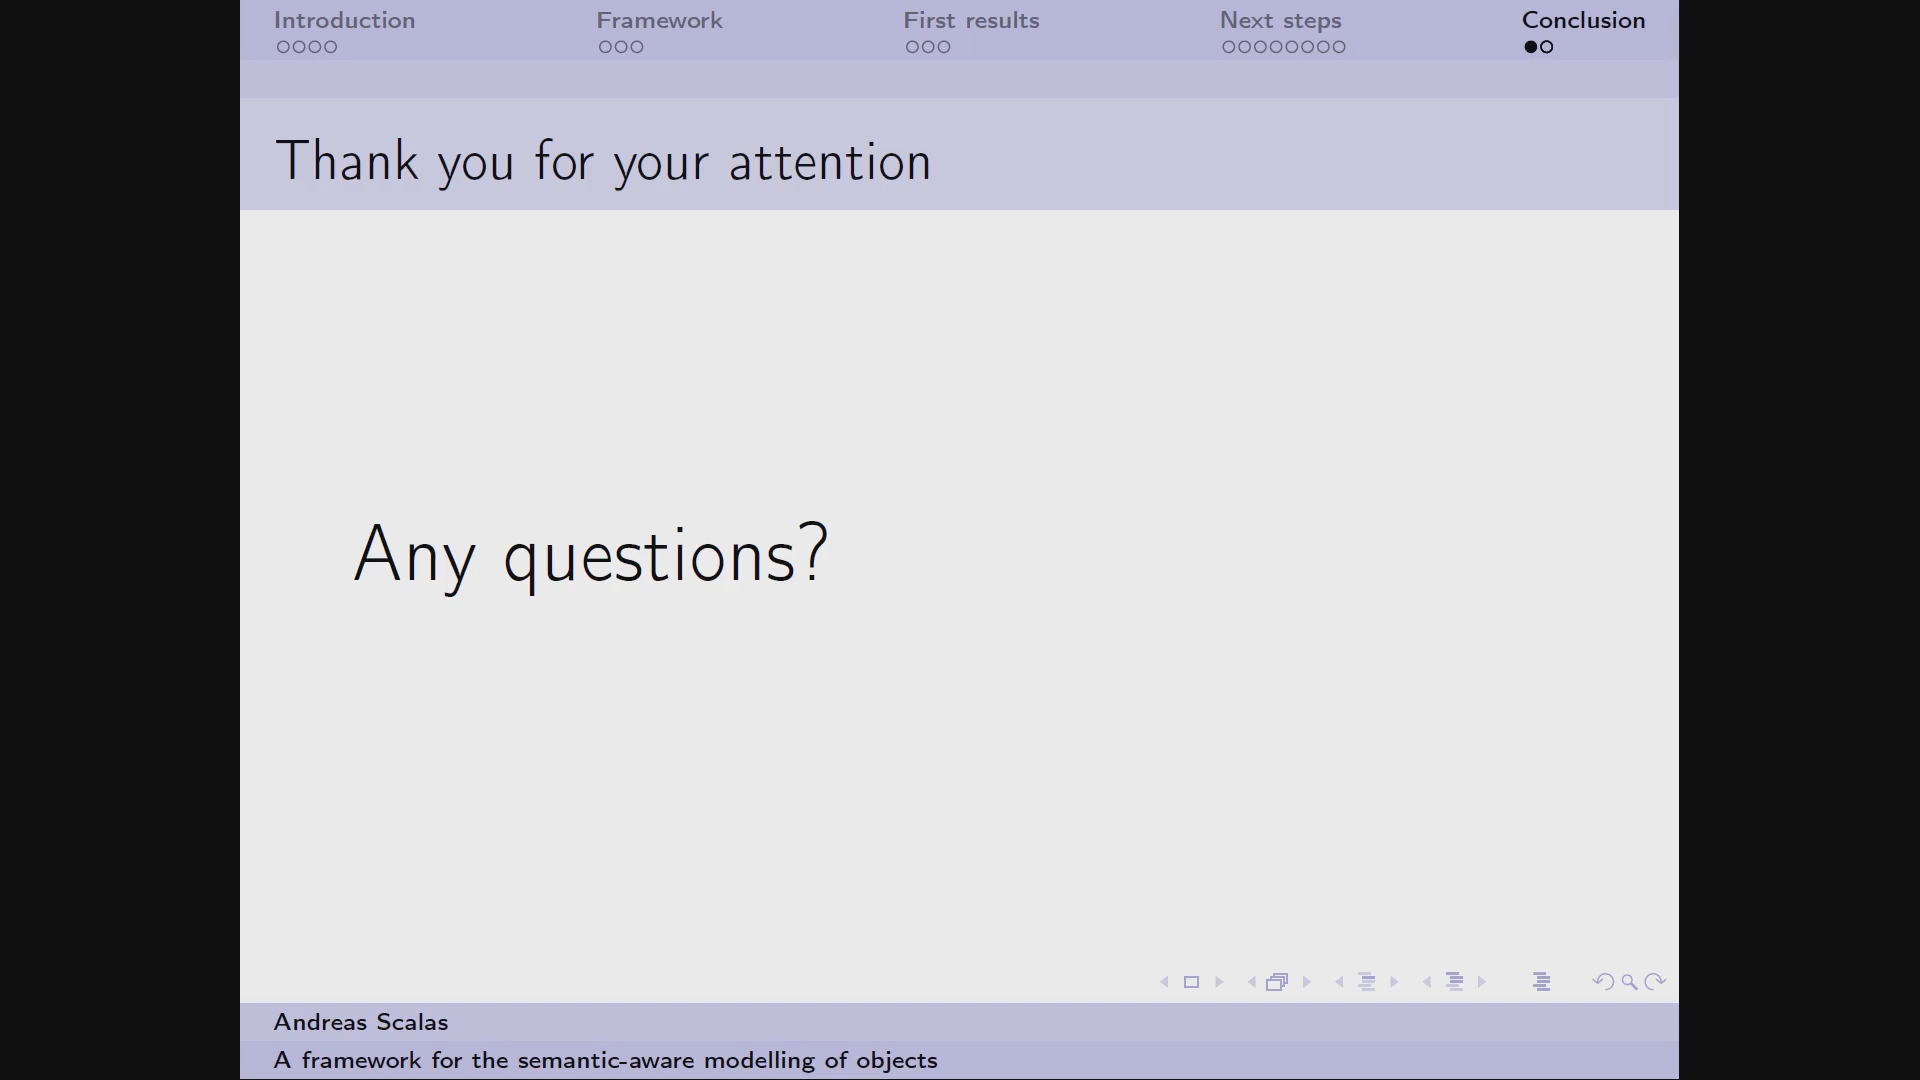 Introduction Framework First results Next steps Conclusion
Thank you for your attention
Any questions?
Andreas Scalas
A framework for the semantic-aware modelling of objects